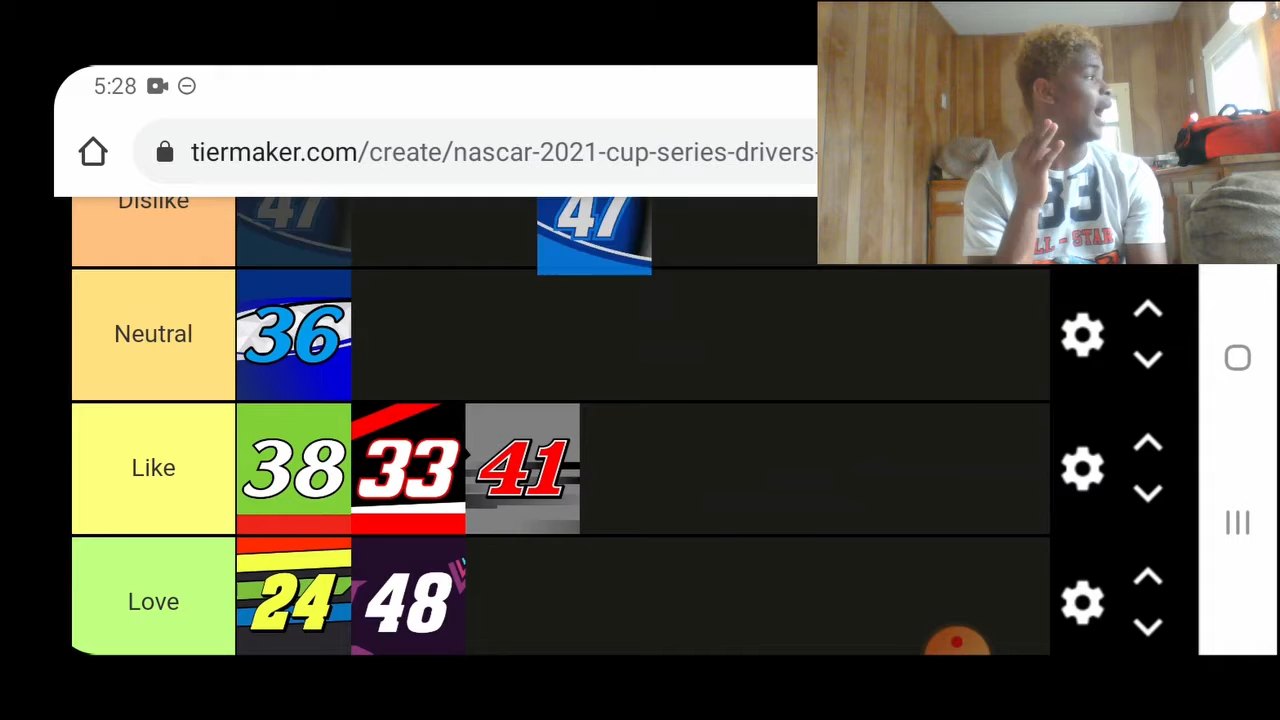 5:28
tiermaker.com/create/nascar-2021-cup-series-drivers-
Dislike 47 47
Neutral 36
Like 38 33 41
Love 24 48
33
ALL-STAR